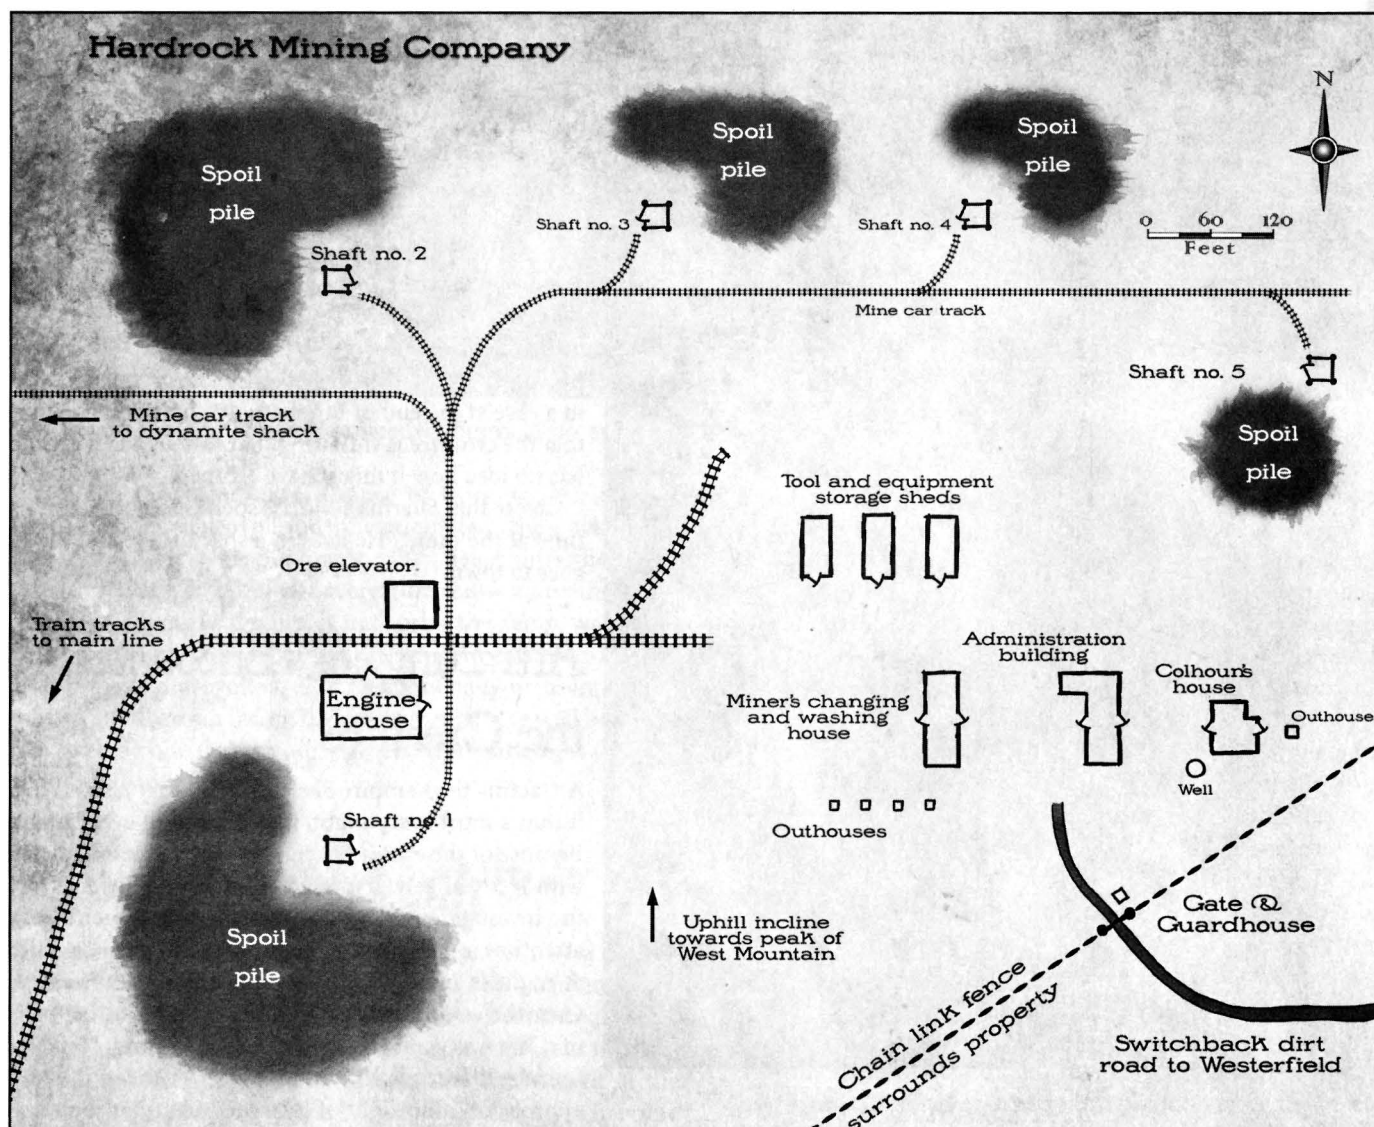 Hardrock Mining Company
N
Spoil
pile
Spoil
pile
Spoil
pile
0 60 120
Feet
Shaft no. 3
Shaft no. 4
Shaft no. 2
Mine car track
Shaft no. 5
Mine car track
to dynamite shack
Spoil
pile
Tool and equipment
storage sheds
Ore elevator
Train tracks
to main line
Administration
building
Colhoun's
house
Engine
house
Miner's changing
and washing
house
Outhouse
Well
Shaft no. 1
Outhouses
Gate &
Guardhouse
Uphill incline
towards peak of
West Mountain
Spoil
pile
Chain link fence
surrounds property
Switchback dirt
road to Westerfield